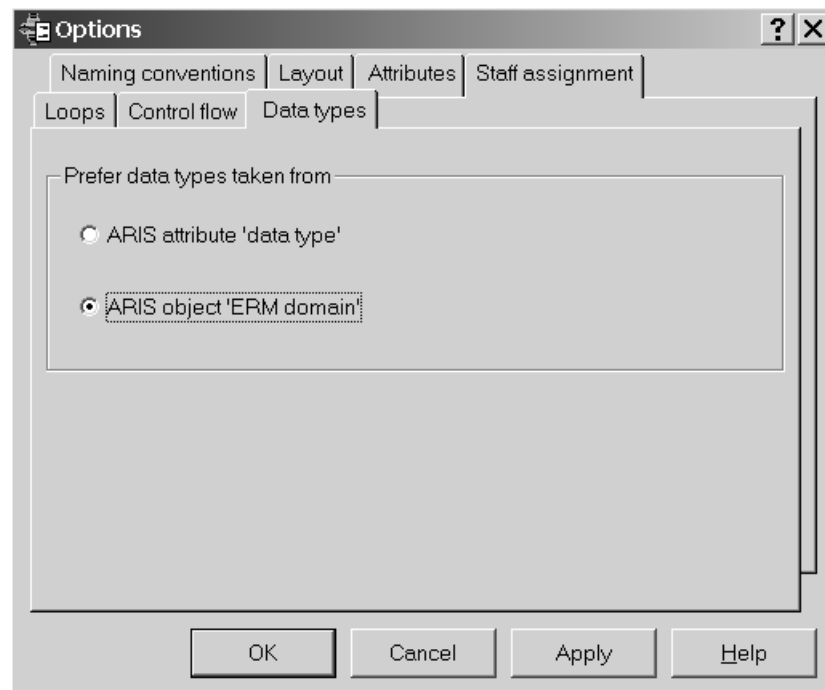 Options
Naming conventions Layout Attributes Staff assignment
Loops Control flow Data types
Prefer data types taken from
ARIS attribute 'data type'
ARIS object 'ERM domain'
OK Cancel Apply Help